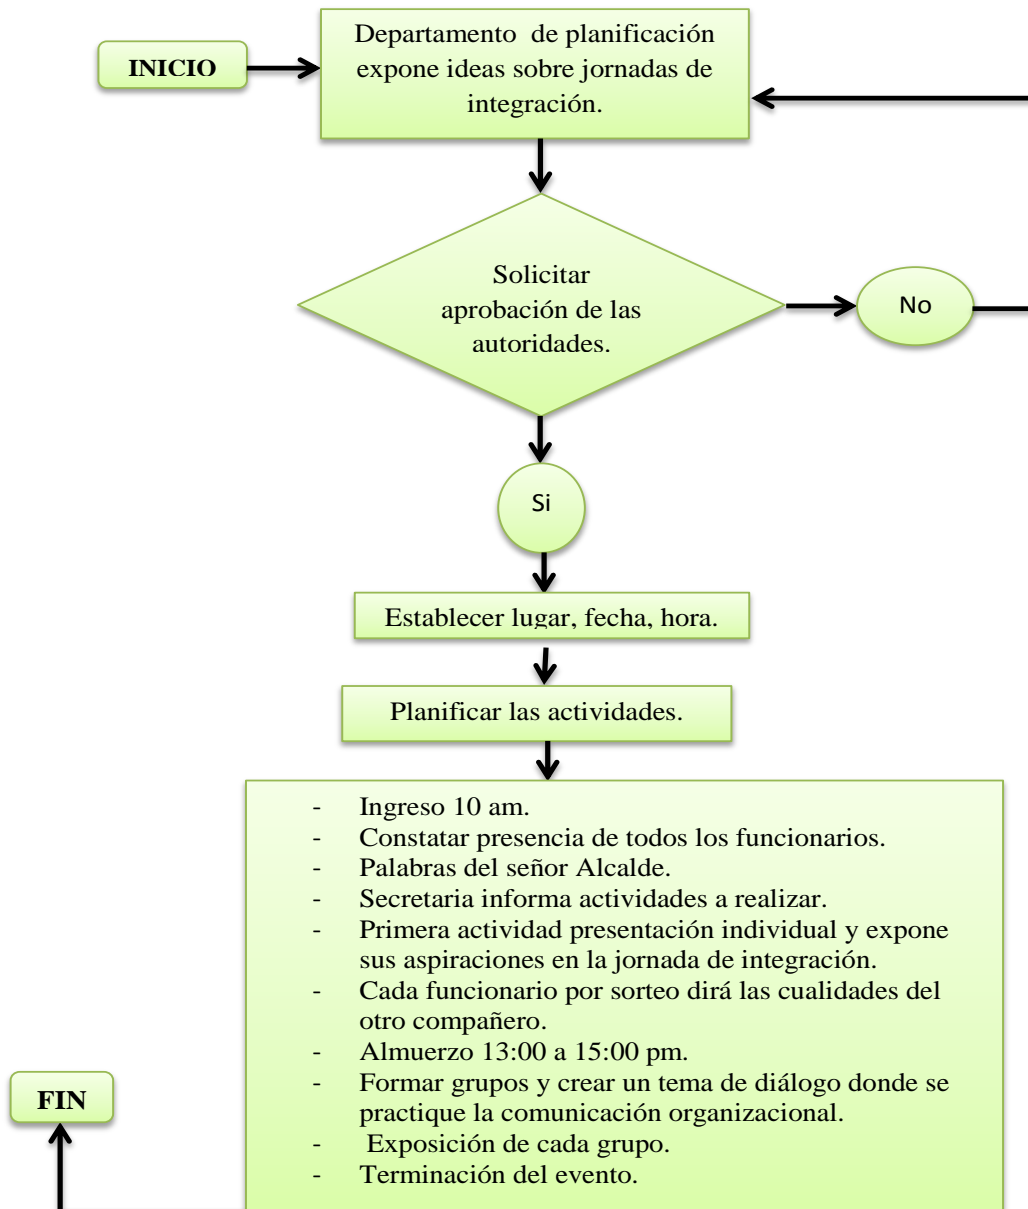 INICIO
Departamento de planificación
expone ideas sobre jornadas de
integración.
Solicitar
aprobación de las
autoridades.
No
Si
Establecer lugar, fecha, hora.
Planificar las actividades.
- Ingreso 10 am.
- Constatar presencia de todos los funcionarios.
- Palabras del señor Alcalde.
- Secretaria informa actividades a realizar.
- Primera actividad presentación individual y expone
sus aspiraciones en la jornada de integración.
- Cada funcionario por sorteo dirá las cualidades del
otro compañero.
- Almuerzo 13:00 a 15:00 pm.
- Formar grupos y crear un tema de diálogo donde se
practique la comunicación organizacional.
- Exposición de cada grupo.
- Terminación del evento.
FIN